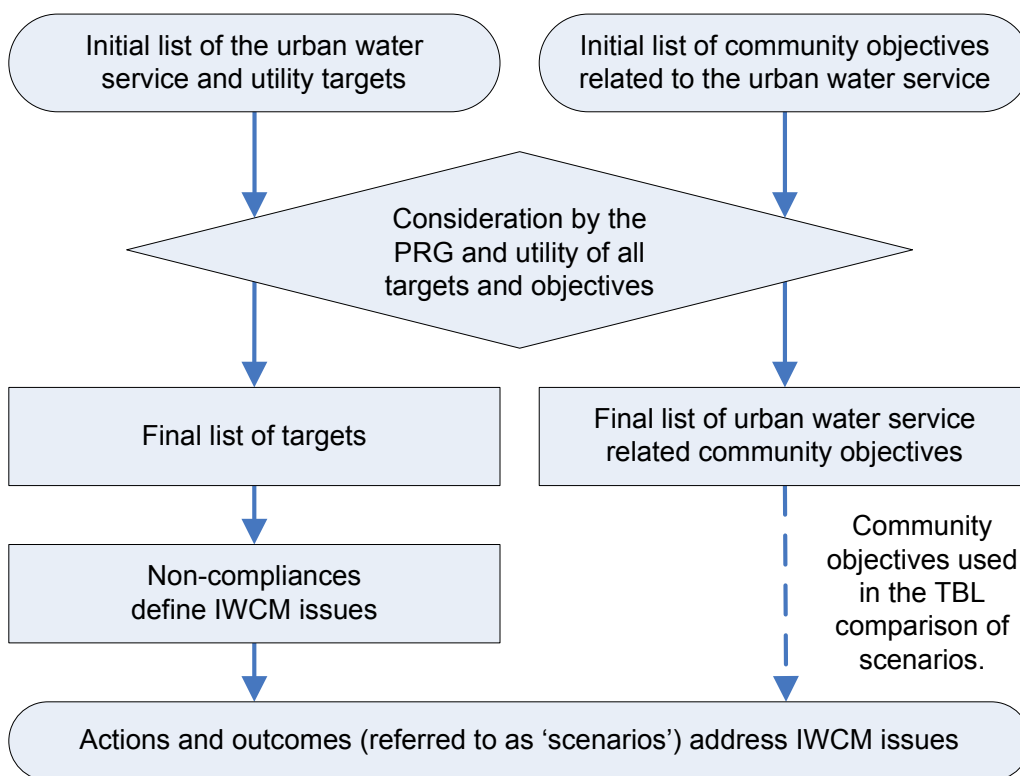 Initial list of the urban water
service and utility targets
Initial list of community objectives
related to the urban water service
Consideration by the
PRG and utility of all
targets and objectives
Final list of targets
Final list of urban water service
related community objectives
Non-compliances
define IWCM issues
Community
objectives used
in the TBL
comparison of
scenarios.
Actions and outcomes (referred to as ‘scenarios’) address IWCM issues